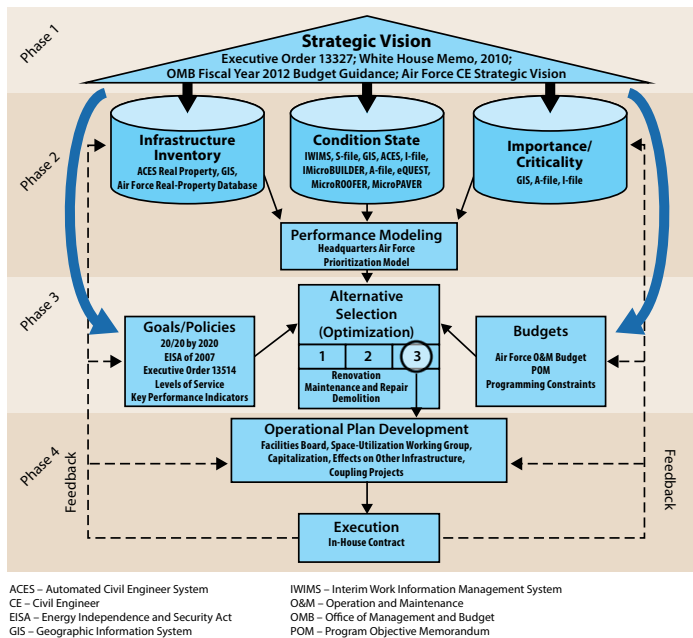 Phase 1
Strategic Vision
Executive Order 13327; White House Memo, 2010;
OMB Fiscal Year 2012 Budget Guidance; Air Force CE Strategic Vision
Phase 2
Infrastructure
Inventory
ACES Real Property, GIS,
Air Force Real-Property Database
Condition State
IWIMS, S-file, GIS, ACES, I-file,
IMicroBUILDER, A-file, eQUEST,
MicroROOFER, MicroPAVER
Importance/
Criticality
GIS, A-file, I-file
Performance Modeling
Headquarters Air Force
Prioritization Model
Phase 3
Goals/Policies
20/20 by 2020
EISA of 2007
Executive Order 13514
Levels of Service
Key Performance Indicators
Alternative
Selection
(Optimization)
1 2 3
Renovation
Maintenance and Repair
Demolition
Budgets
Air Force O&M Budget
POM
Programming Constraints
Phase 4
Operational Plan Development
Facilities Board, Space-Utilization Working Group,
Capitalization, Effects on Other Infrastructure,
Coupling Projects
Feedback
Feedback
Execution
In-House Contract
ACES – Automated Civil Engineer System
CE – Civil Engineer
EISA – Energy Independence and Security Act
GIS – Geographic Information System
IWIMS – Interim Work Information Management System
O&M – Operation and Maintenance
OMB – Office of Management and Budget
POM – Program Objective Memorandum